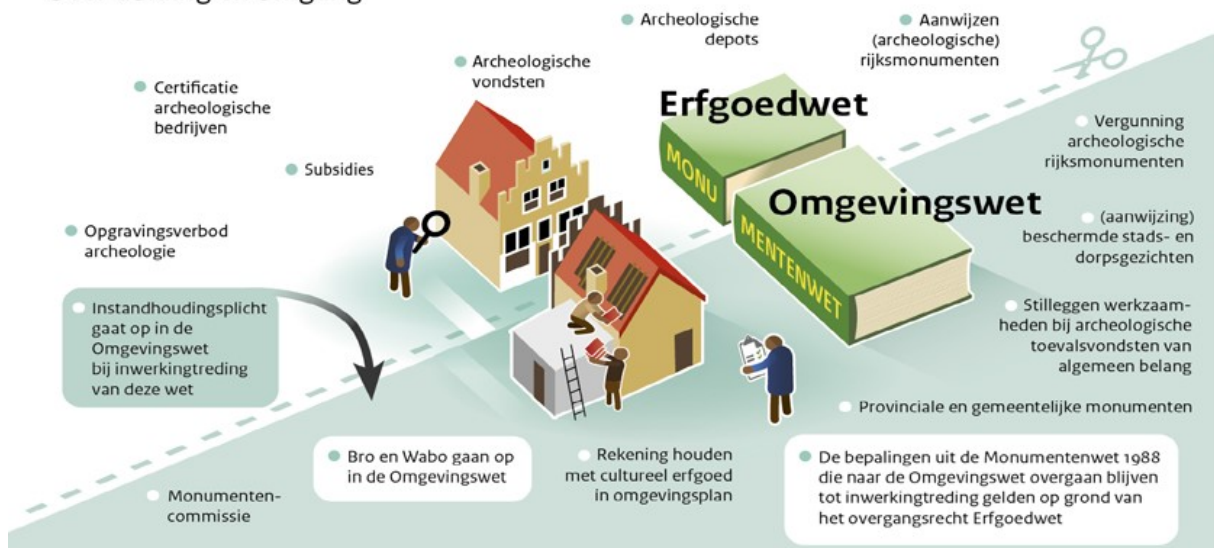 Archeologische
depots
Aanwijzen
(archeologische)
rijksmonumenten
Archeologische
vondsten
Certificatie
archeologische
bedrijven
Subsidies
Opgravingsverbod
archeologie
Instandhoudingsplicht
gaat op in de
Omgevingswet
bij inwerkingtreding
van deze wet
Erfgoedwet
MONU
Omgevingswet
MENTENWET
Vergunning
archeologische
rijksmonumenten
(aanwijzing)
beschermde stads- en
dorpsgezichten
Stilleggen werkzaam-
heden bij archeologische
toevalsvondsten van
algemeen belang
Provinciale en gemeentelijke monumenten
Monumenten-
commissie
Bro en Wabo gaan op
in de Omgevingswet
Rekening houden
met cultureel erfgoed
in omgevingsplan
De bepalingen uit de Monumentenwet 1988
die naar de Omgevingswet overgaan blijven
tot inwerkingtreding gelden op grond van
het overgangsrecht Erfgoedwet